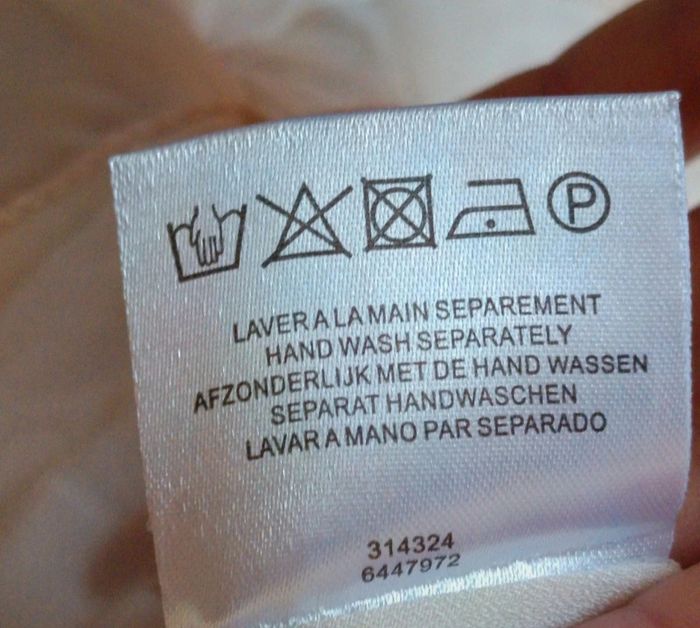 P
LAVER A LA MAIN SEPAREMENT
HAND WASH SEPARATELY
AFZONDERLIJK MET DE HAND WASSEN
SEPARAT HANDWASCHEN
LAVAR A MANO PAR SEPARADO
314324
6447972